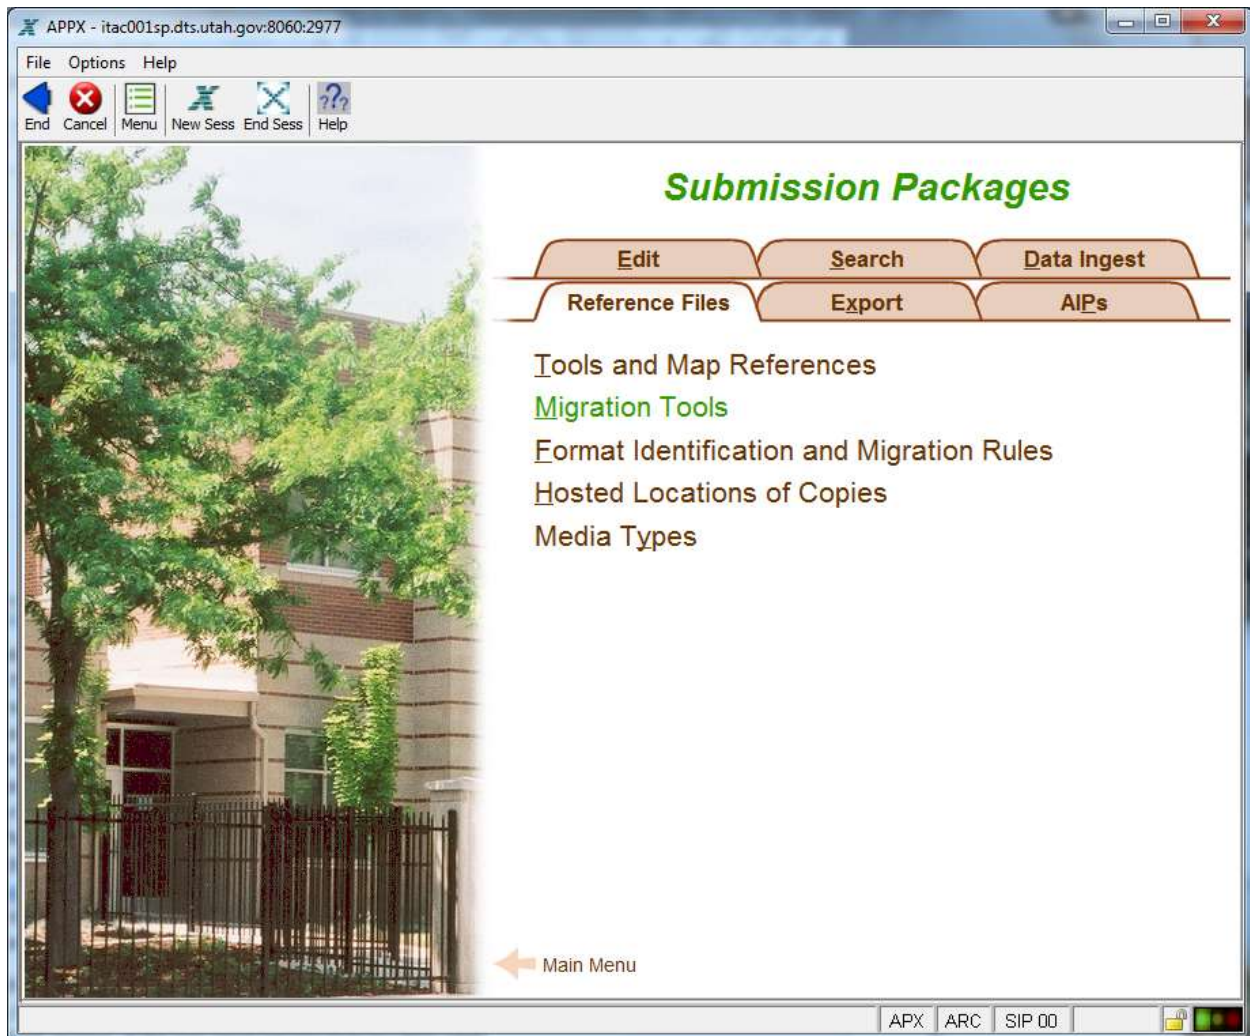 APPX - itac001sp.dts.utah.gov:8060:2977
File Options Help
End Cancel Menu New Sess End Sess Help
Submission Packages
Edit Search Data Ingest
Reference Files Export AIPs
Tools and Map References
Migration Tools
Format Identification and Migration Rules
Hosted Locations of Copies
Media Types
Main Menu
APX ARC SIP 00